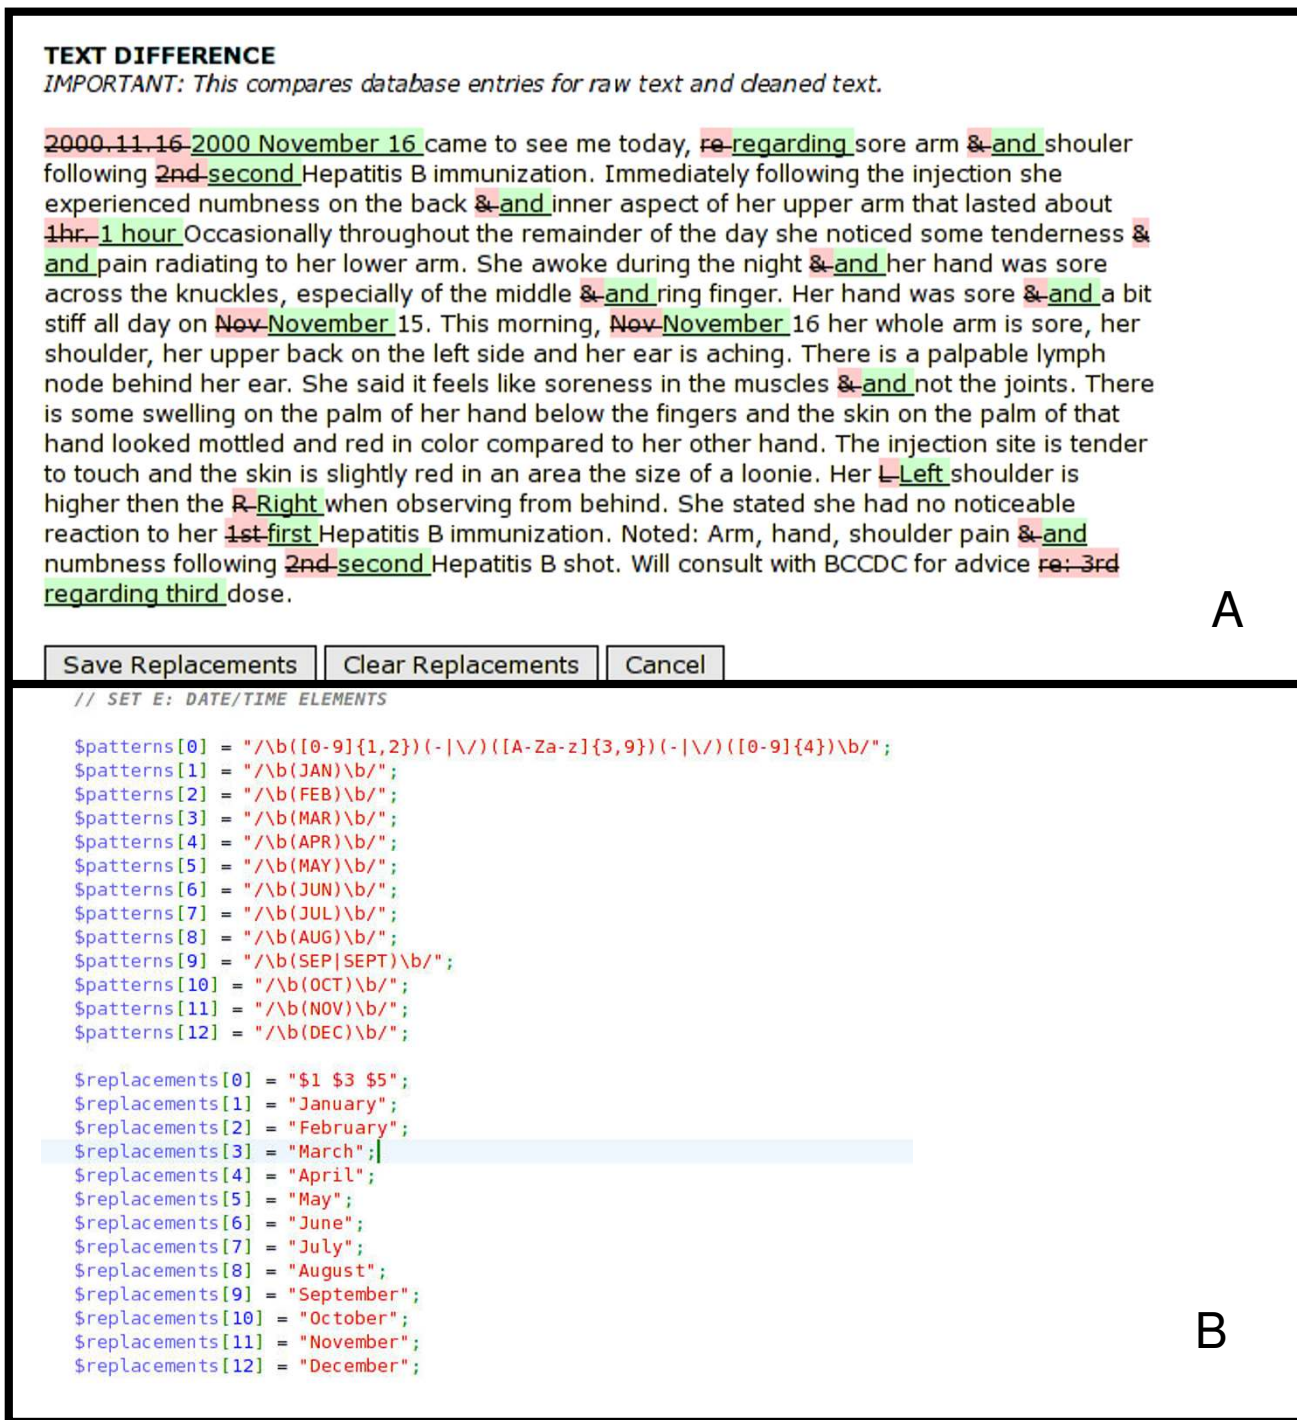 TEXT DIFFERENCE
IMPORTANT: This compares database entries for raw text and cleaned text.
2000.11.16 2000 November 16 came to see me today, re regarding sore arm & and shouler
following 2nd second Hepatitis B immunization. Immediately following the injection she
experienced numbness on the back & and inner aspect of her upper arm that lasted about
1hr. 1 hour Occasionally throughout the remainder of the day she noticed some tenderness &
and pain radiating to her lower arm. She awoke during the night & and her hand was sore
across the knuckles, especially of the middle & and ring finger. Her hand was sore & and a bit
stiff all day on Nov November 15. This morning, Nov November 16 her whole arm is sore, her
shoulder, her upper back on the left side and her ear is aching. There is a palpable lymph
node behind her ear. She said it feels like soreness in the muscles & and not the joints. There
is some swelling on the palm of her hand below the fingers and the skin on the palm of that
hand looked mottled and red in color compared to her other hand. The injection site is tender
to touch and the skin is slightly red in an area the size of a loonie. Her L Left shoulder is
higher then the R Right when observing from behind. She stated she had no noticeable
reaction to her 1st first Hepatitis B immunization. Noted: Arm, hand, shoulder pain & and
numbness following 2nd second Hepatitis B shot. Will consult with BCCDC for advice re: 3rd
regarding third dose.
A
Save Replacements Clear Replacements Cancel
// SET E: DATE/TIME ELEMENTS
$patterns[0] = "/\b([0-9]{1,2})(-|\/)([A-Za-z]{3,9})(-|\/)([0-9]{4})\b/";
$patterns[1] = "/\b(JAN)\b/";
$patterns[2] = "/\b(FEB)\b/";
$patterns[3] = "/\b(MAR)\b/";
$patterns[4] = "/\b(APR)\b/";
$patterns[5] = "/\b(MAY)\b/";
$patterns[6] = "/\b(JUN)\b/";
$patterns[7] = "/\b(JUL)\b/";
$patterns[8] = "/\b(AUG)\b/";
$patterns[9] = "/\b(SEP|SEPT)\b/";
$patterns[10] = "/\b(OCT)\b/";
$patterns[11] = "/\b(NOV)\b/";
$patterns[12] = "/\b(DEC)\b/";
$replacements[0] = "$1 $3 $5";
$replacements[1] = "January";
$replacements[2] = "February";
$replacements[3] = "March";
$replacements[4] = "April";
$replacements[5] = "May";
$replacements[6] = "June";
$replacements[7] = "July";
$replacements[8] = "August";
$replacements[9] = "September";
$replacements[10] = "October";
$replacements[11] = "November";
$replacements[12] = "December";
B